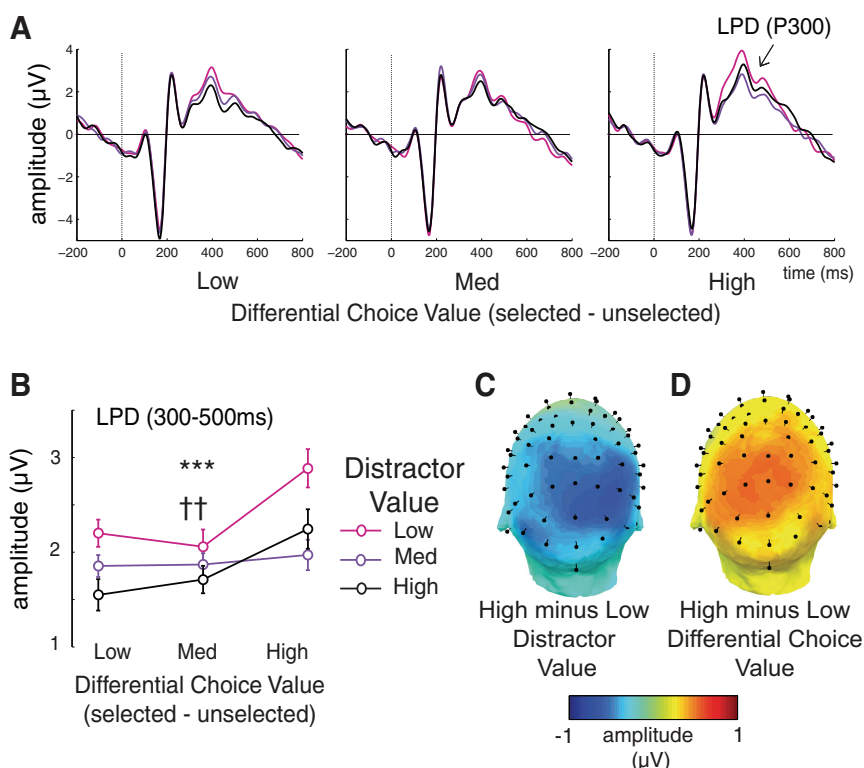 A
LPD (P300)
amplitude (µV)
4
2
0
−2
−4
−200 0 200 400 600 800
−200 0 200 400 600 800
−200 0 200 400 600 800
time (ms)
Low Med High
Differential Choice Value (selected - unselected)
B
LPD (300-500ms)
amplitude (µV)
3
2
1
***
††
Low Med High
Differential Choice Value
(selected - unselected)
Distractor
Value
Low
Med
High
C
High minus Low
Distractor
Value
D
High minus Low
Differential Choice
Value
-1 amplitude 1
(µV)